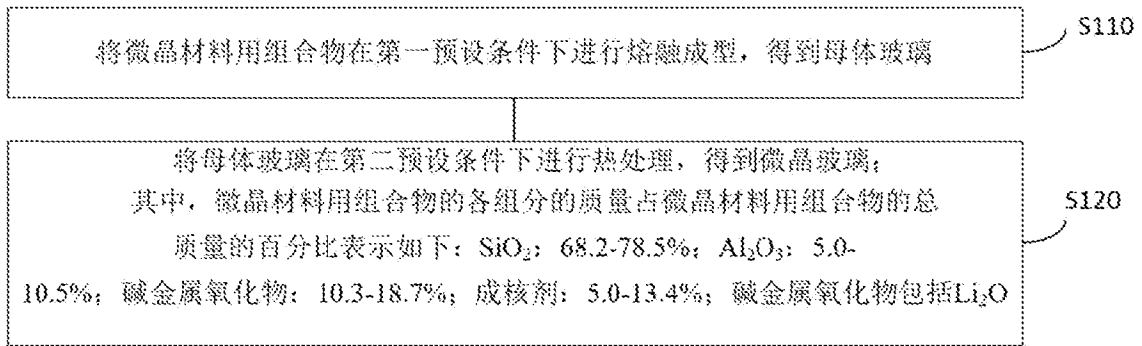 S110
将微晶材料用组合物在第一预设条件下进行熔融成型，得到母体玻璃
将母体玻璃在第二预设条件下进行热处理，得到微晶玻璃；
其中，微晶材料用组合物的各组分的质量占微晶材料用组合物的总
S120
质量的百分比表示如下：SiO₂：68.2-78.5%；Al₂O₃：5.0-
10.5%；碱金属氧化物：10.3-18.7%；成核剂：5.0-13.4%；碱金属氧化物包括Li₂O